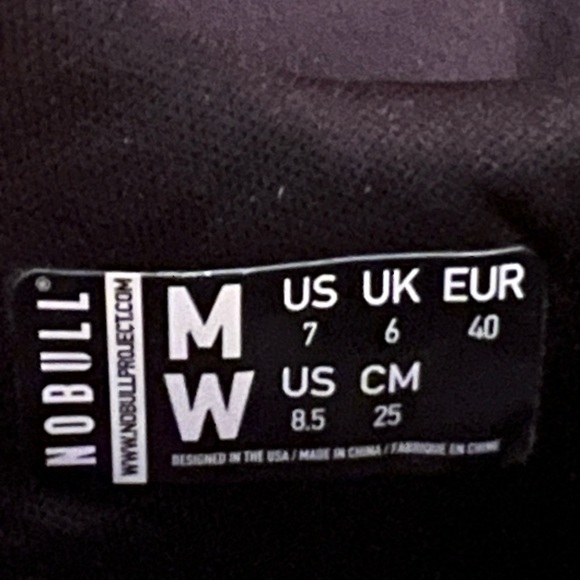 NOBULL®
WWW.NOBULLPROJECT.COM
M US UK EUR
7 6 40
W US CM
8.5 25
DESIGNED IN THE USA / MADE IN CHINA / FABRIQUE EN CHINE